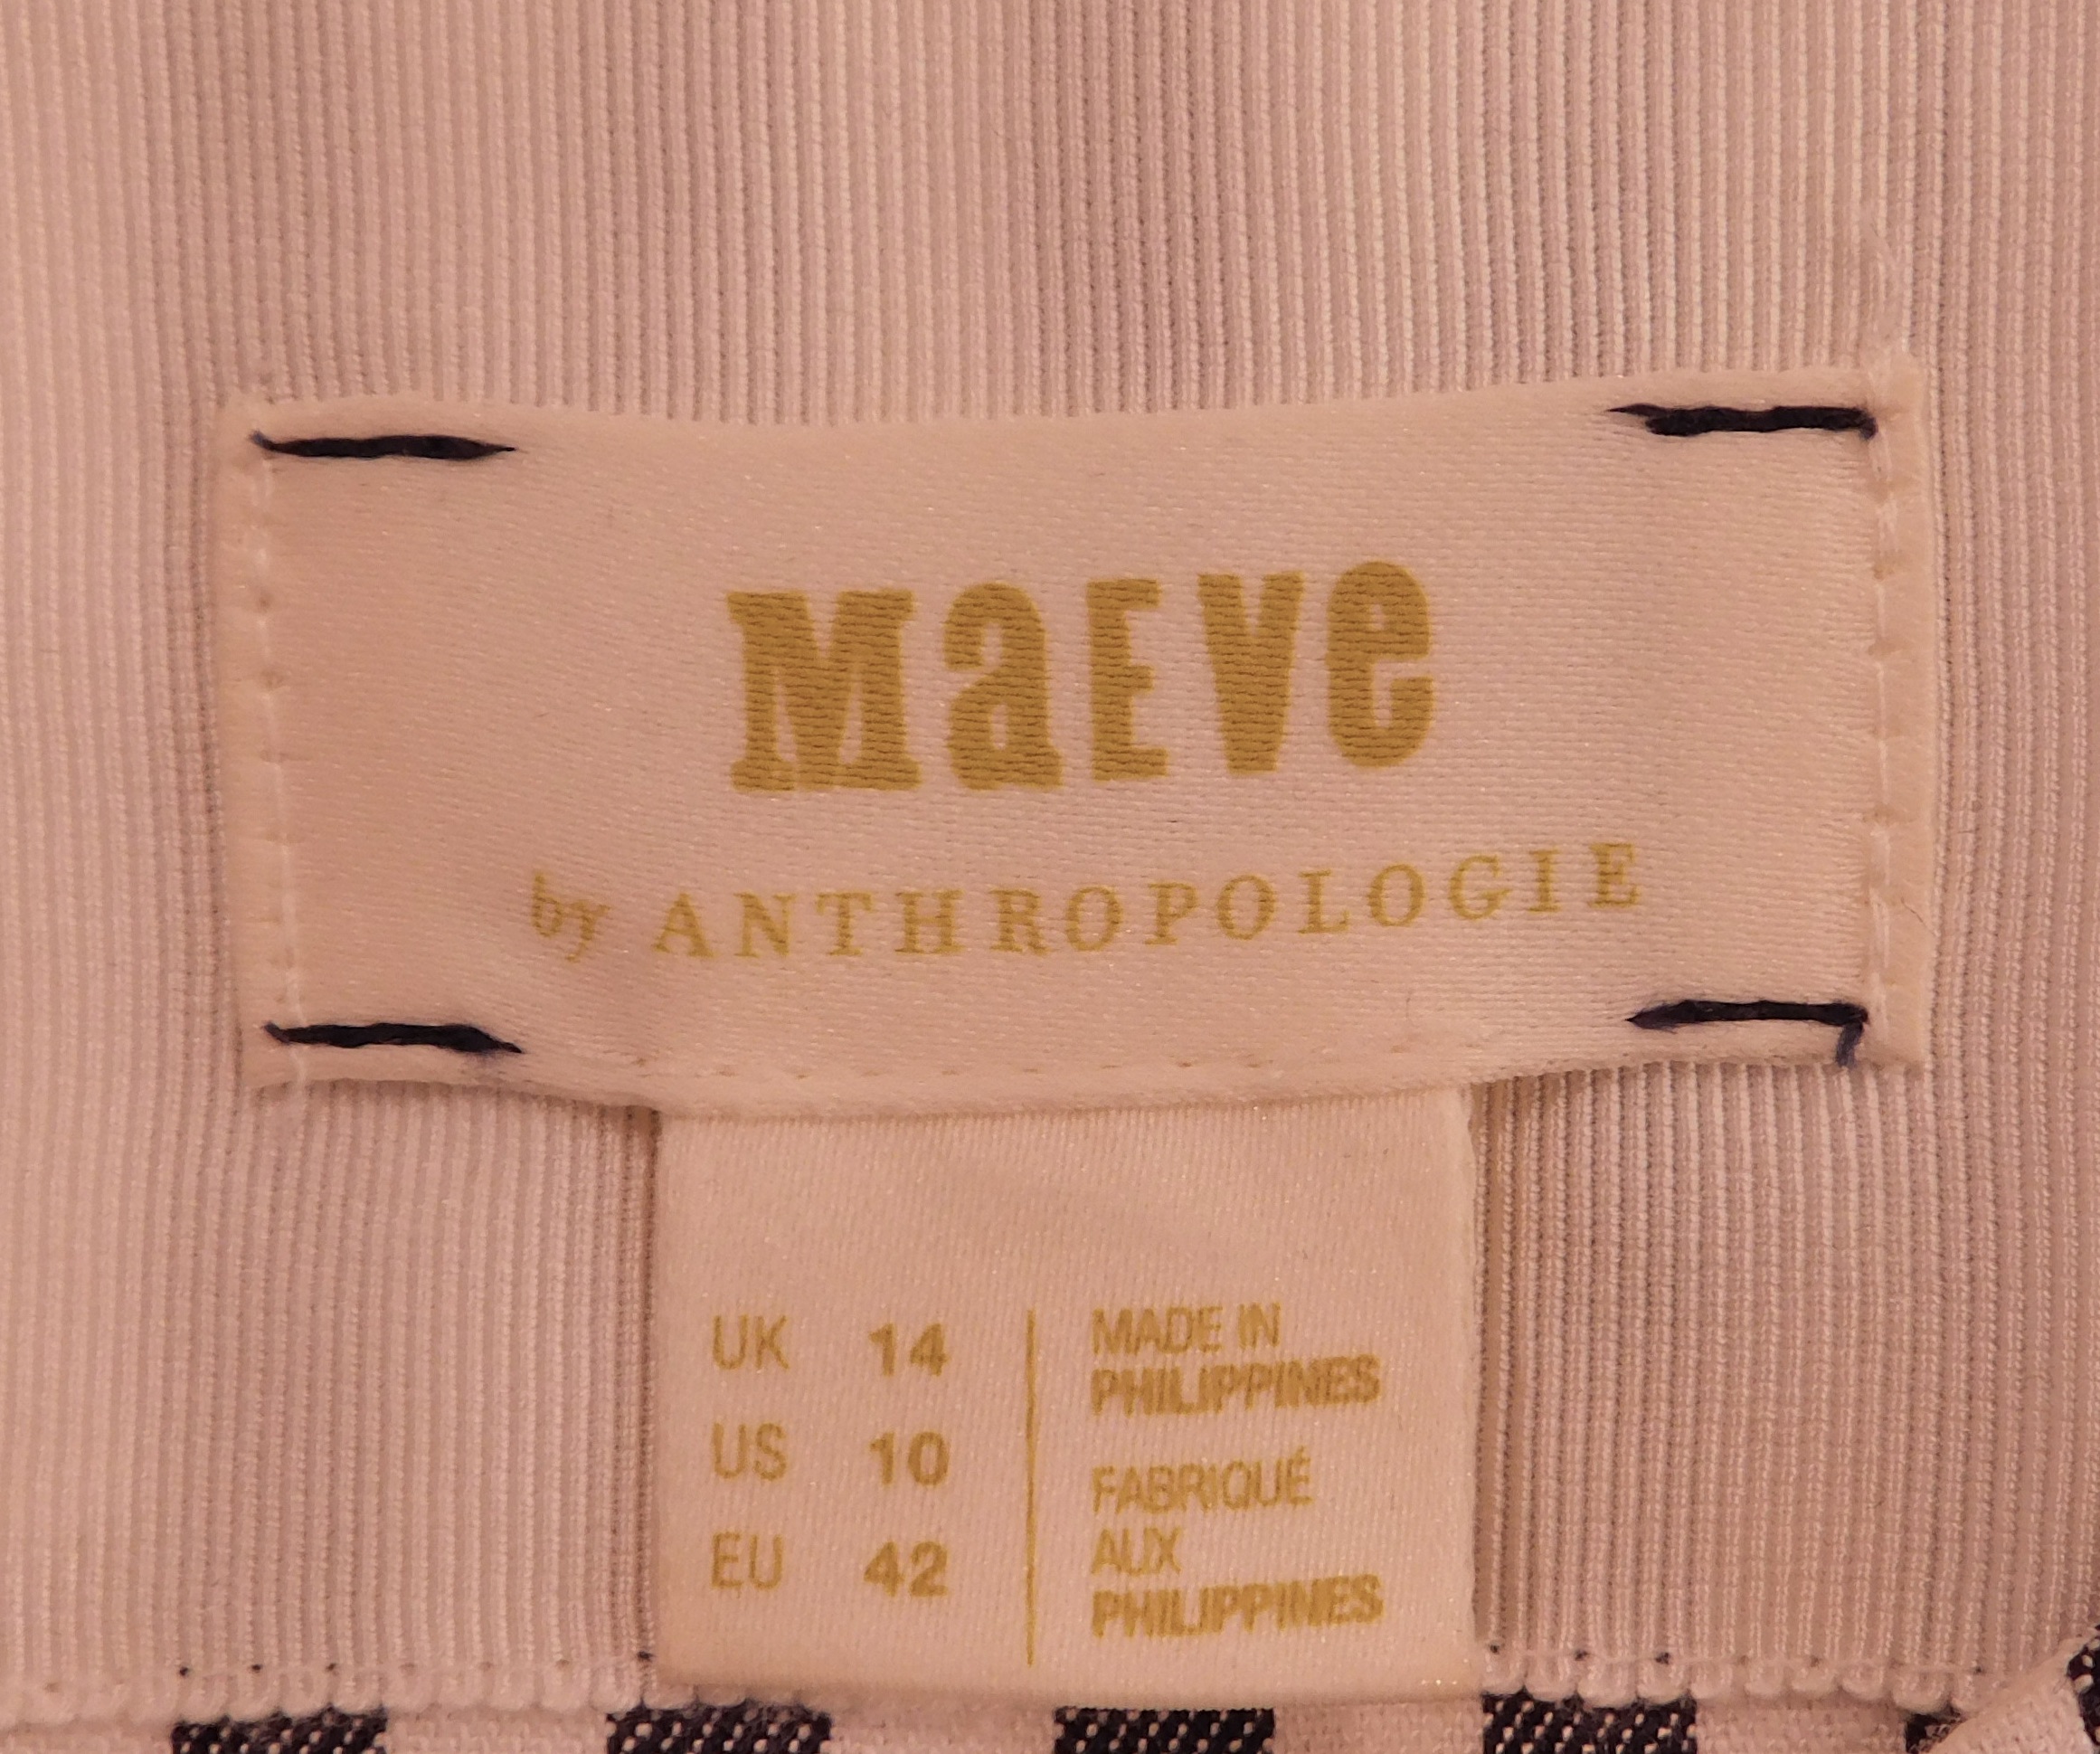 MaEVe
by ANTHROPOLOGIE
UK 14
US 10
EU 42
MADE IN
PHILIPPINES
FABRIQUÉ
AUX
PHILIPPINES